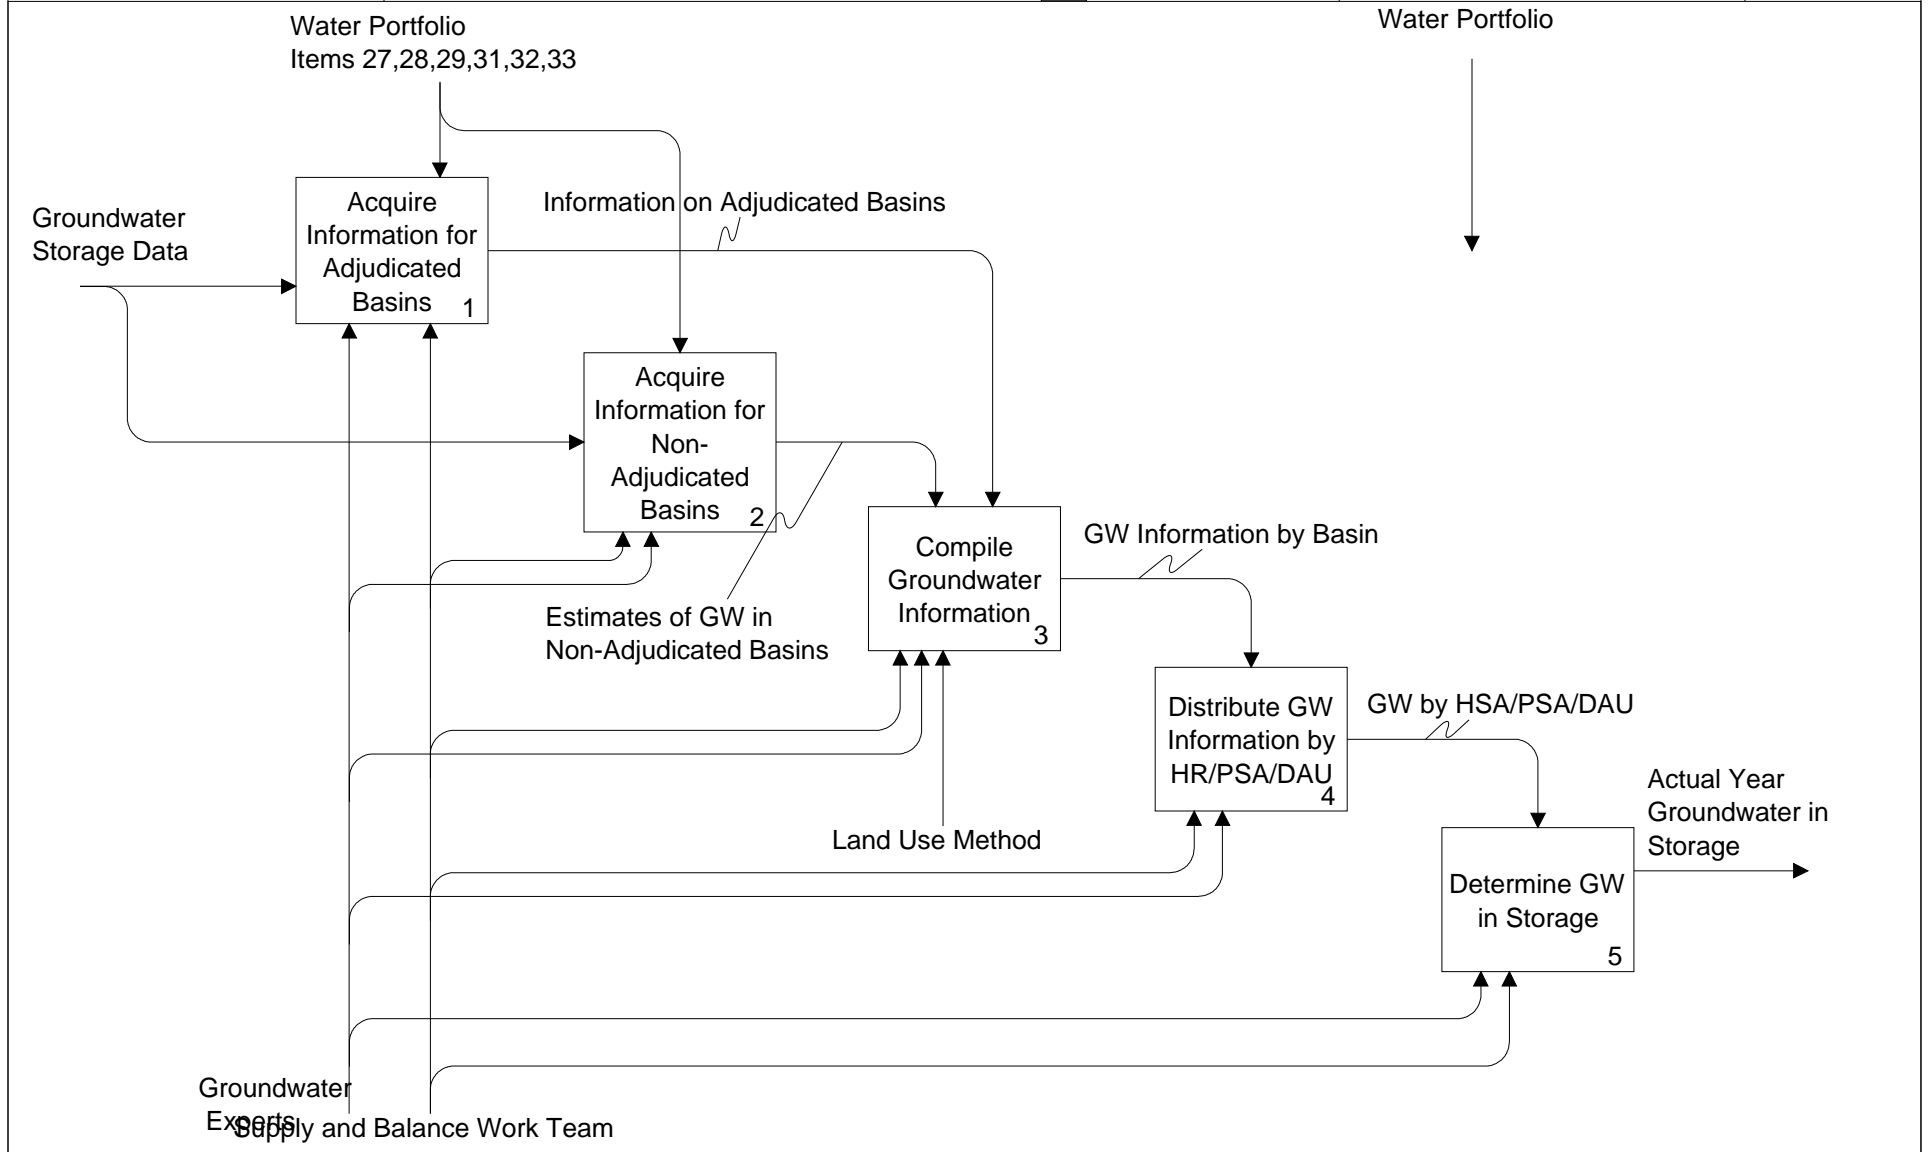 Water Portfolio
Items 27,28,29,31,32,33
Water Portfolio
Groundwater
Storage Data
Acquire
Information for
Adjudicated
Basins
1
Information on Adjudicated Basins
Acquire
Information for
Non-
Adjudicated
Basins
2
Estimates of GW in
Non-Adjudicated Basins
Compile
Groundwater
Information
3
GW Information by Basin
Land Use Method
Distribute GW
Information by
HR/PSA/DAU
4
GW by HSA/PSA/DAU
Determine GW
in Storage
5
Actual Year
Groundwater in
Storage
Groundwater
Experts
Supply and Balance Work Team